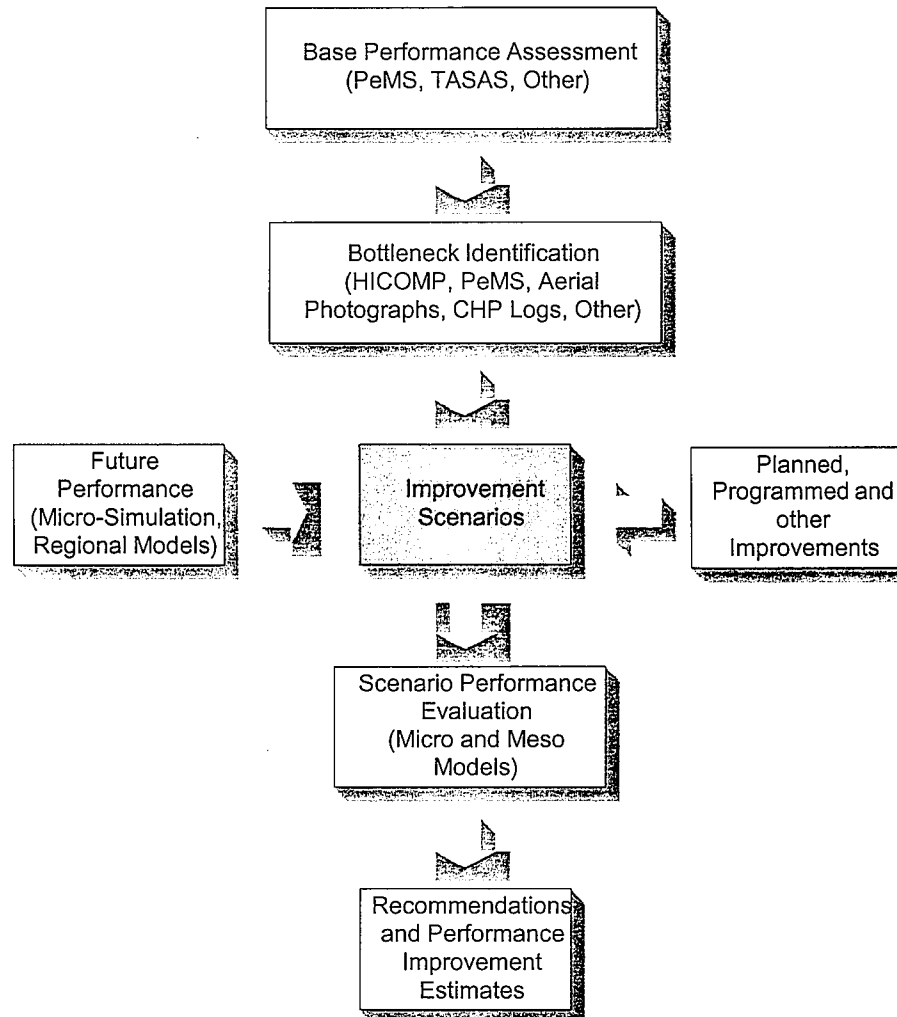 Base Performance Assessment
(PeMS, TASAS, Other)
Bottleneck Identification
(HICOMP, PeMS, Aerial
Photographs, CHP Logs, Other)
Future
Performance
(Micro-Simulation,
Regional Models)
Improvement
Scenarios
Planned,
Programmed and
other
Improvements
Scenario Performance
Evaluation
(Micro and Meso
Models)
Recommendations
and Performance
Improvement
Estimates